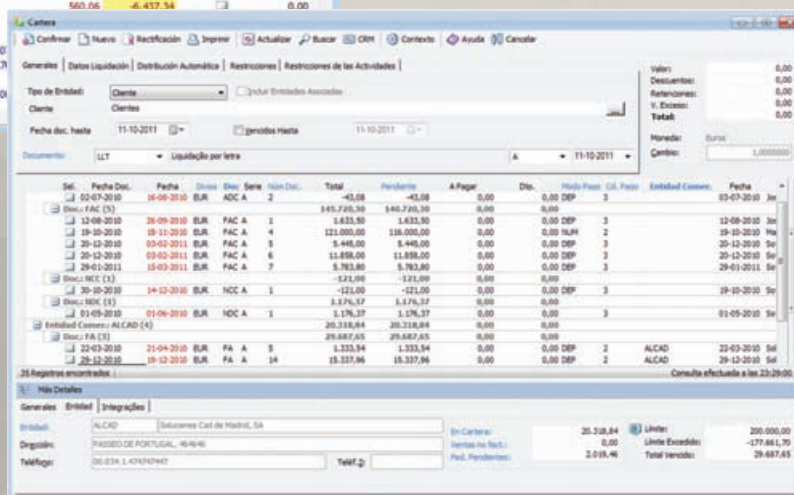 560,06 -6.437,34 0,00
Cartera
Confirmar Nuevo Rectificación Imprimir Actualizar Buscar CRM Contexto Ayuda Cancelar
Generales Datos Liquidación Distribución Automática Restricciones Restricciones de las Actividades
Valor: 0,00
Descuentos: 0,00
Retenciones: 0,00
V. Exceso: 0,00
Total: 0,00
Moneda: Euros
Cambio: 1,0000000
Tipo de Entidad: Cliente Incluir Entidades Asociadas
Cliente Clientes ...
Fecha doc. hasta 11-10-2011 Vencidos Hasta 11-10-2011
Documento: LLT Liquidação por letra A 11-10-2011
Sel. Fecha Doc. Fecha Divisa Doc Serie Núm Doc. Total Pendiente A Pagar Dto. Modo Pago Cd. Pago Entidad Comer. Fecha
02-07-2010 16-08-2010 EUR ADC A 2 -43,08 -43,08 0,00 0,00 DEP 3 03-07-2010
Doc.: FAC (5) 145.720,30 140.720,30 0,00 0,00
12-08-2010 26-09-2010 EUR FAC A 1 1.633,50 1.633,50 0,00 0,00 DEP 3 12-08-2010
19-10-2010 18-11-2010 EUR FAC A 4 121.000,00 116.000,00 0,00 0,00 NUM 2 19-10-2010
20-12-2010 03-02-2011 EUR FAC A 5 5.445,00 5.445,00 0,00 0,00 DEP 3 20-12-2010 So
20-12-2010 03-02-2011 EUR FAC A 6 11.858,00 11.858,00 0,00 0,00 DEP 3 20-12-2010 So
29-01-2011 15-03-2011 EUR FAC A 7 5.783,80 5.783,80 0,00 0,00 DEP 3 29-01-2011 So
Doc.: NCC (1) -121,00 -121,00 0,00 0,00
30-10-2010 14-12-2010 EUR NCC A 1 -121,00 -121,00 0,00 0,00 DEP 3 19-10-2010 So
Doc.: NDC (1) 1.176,37 1.176,37 0,00 0,00
01-05-2010 01-06-2010 EUR NDC A 1 1.176,37 1.176,37 0,00 0,00 3 01-05-2010 So
Entidad Comer.: ALCAD (4) 20.318,84 20.318,84 0,00 0,00
Doc.: FA (3) 29.687,65 29.687,65 0,00 0,00
22-03-2010 21-04-2010 EUR FA A 5 1.333,54 1.333,54 0,00 0,00 DEP 2 ALCAD 22-03-2010 Sol
29-12-2010 19-12-2010 EUR FA A 14 15.337,96 15.337,96 0,00 0,00 DEP 2 ALCAD 29-12-2010 Sol
35 Registros encontrados Consulta efectuada a las 23:29:00
Más Detalles
Generales Entidad Integrações
Entidad: ALCAD Soluciones Cad de Madrid, SA
Dirección: PASSEO DE PORTUGAL, 464646
Teléfono: 00.034.1.474747447 Teléf.2:
En Cartera: 20.318,84
Ventas no fact.: 0,00
Ped. Pendientes: 2.019,46
Límite: 200.000,00
Límite Excedido: -177.661,70
Total Vencido: 29.687,65